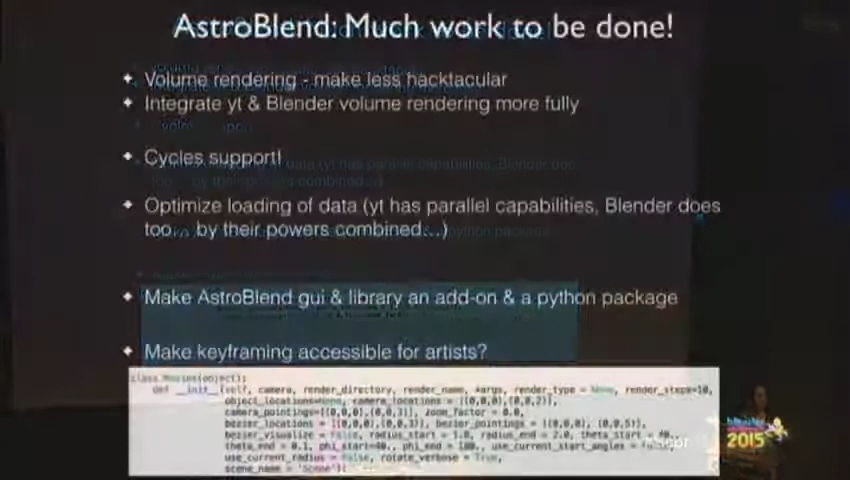 AstroBlend: Much work to be done!
Volume rendering - make less hacktacular
Integrate yt & Blender volume rendering more fully
Cycles support!
Optimize loading of data (yt has parallel capabilities, Blender does
too... by their powers combined...)
Make AstroBlend gui & library an add-on & a python package
Make keyframing accessible for artists?
class Movies(object):
def __init__(self, camera, render_directory, render_name, *args, render_type = None, render_steps=10,
object_locations=None, camera_locations = [(0,0,0),(0,0,2)],
camera_pointings=[(0,0,0),(0,0,3)], zoom_factor = 0.0,
bezier_locations = [(0,0,0),(0,0,3)], bezier_pointings = [(0,0,0), (0,0,5)],
bezier_visualize = False, radius_start = 1.0, radius_end = 2.0, theta_start = 40.,
theta_end = 0.1, phi_start=40., phi_end = 100., use_current_start_angles = False,
use_current_radius = False, rotate_verbose = True,
scene_name = 'Scene'):
2015